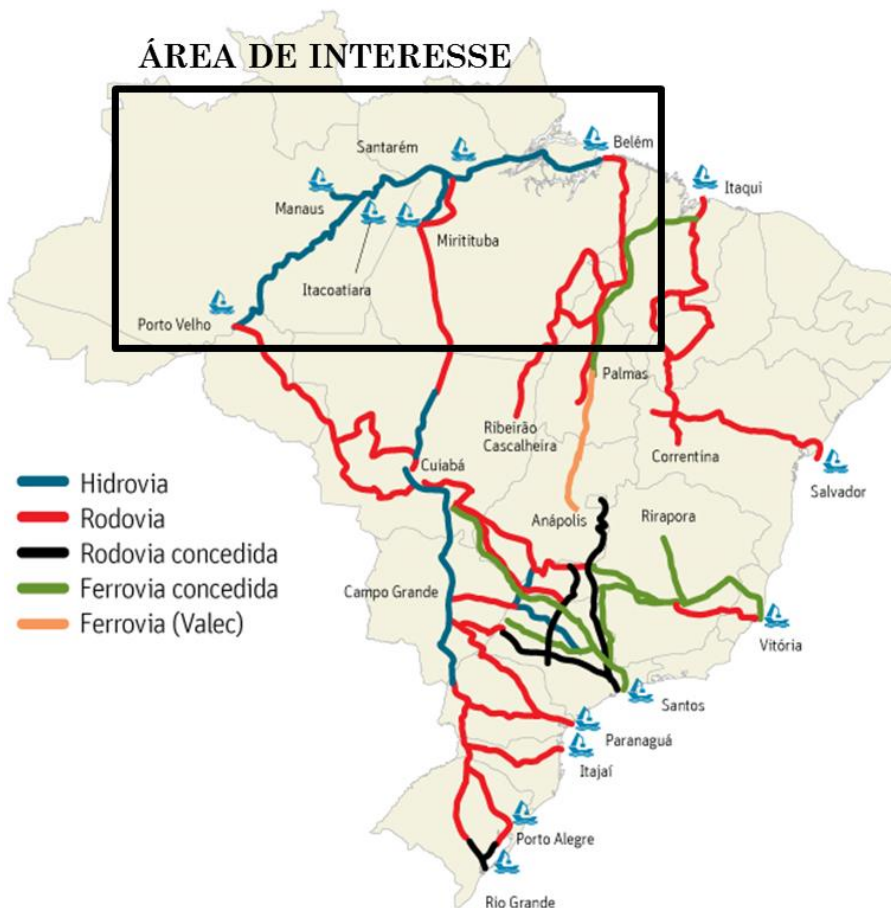 ÁREA DE INTERESSE
Santarém
Belém
Itaqui
Manaus
Miritituba
Itacoatiara
Porto Velho
Palmas
Ribeirão
Cascalheira
Correntina
Cuiabá
Salvador
Anápolis
Rirapora
Hidrovia
Rodovia
Rodovia concedida
Ferrovia concedida
Ferrovia (Valec)
Campo Grande
Vitória
Santos
Paranaguá
Itajaí
Porto Alegre
Rio Grande